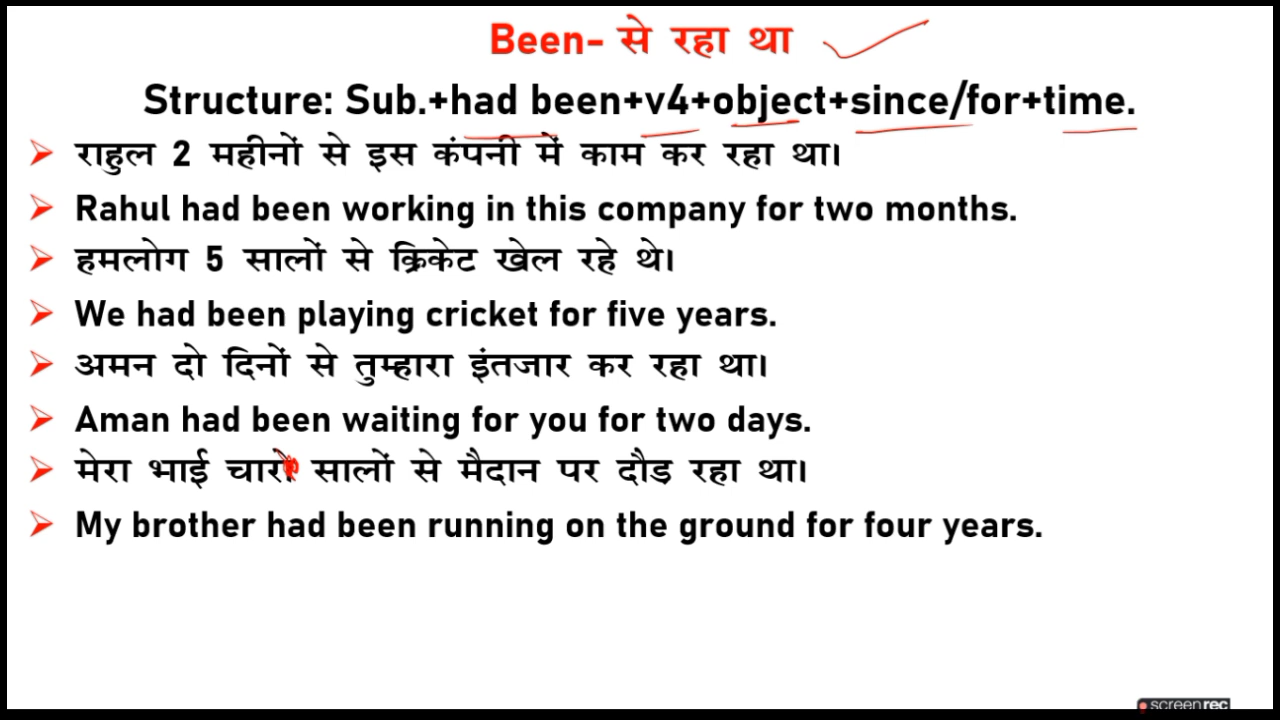 Been- से रहा था
Structure: Sub.+had been+v4+object+since/for+time.
राहुल 2 महीनों से इस कंपनी में काम कर रहा था।
Rahul had been working in this company for two months.
हमलोग 5 सालों से क्रिकेट खेल रहे थे।
We had been playing cricket for five years.
अमन दो दिनों से तुम्हारा इंतजार कर रहा था।
Aman had been waiting for you for two days.
मेरा भाई चारो सालों से मैदान पर दौड़ रहा था।
My brother had been running on the ground for four years.
screenrec